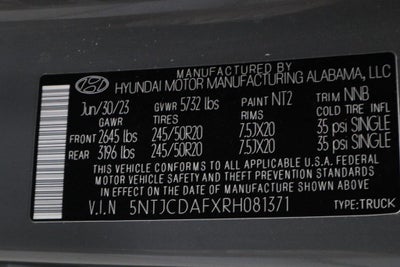 MANUFACTURED BY
HYUNDAI MOTOR MANUFACTURING ALABAMA, LLC
Jun/30/23 GVWR 5732 lbs PAINT NT2 TRIM NNB
GAWR TIRES RIMS COLD TIRE INFL
FRONT 2645 lbs 245/50R20 7.5JX20 35 psi SINGLE
REAR 3196 lbs 245/50R20 7.5JX20 35 psi SINGLE
THIS VEHICLE CONFORMS TO ALL APPLICABLE U.S.A. FEDERAL
MOTOR VEHICLE SAFETY AND THEFT PREVENTION STANDARDS
IN EFFECT ON THE DATE OF MANUFACTURE SHOWN ABOVE.
V.I.N 5NTJCDAFXRH081371 TYPE:TRUCK